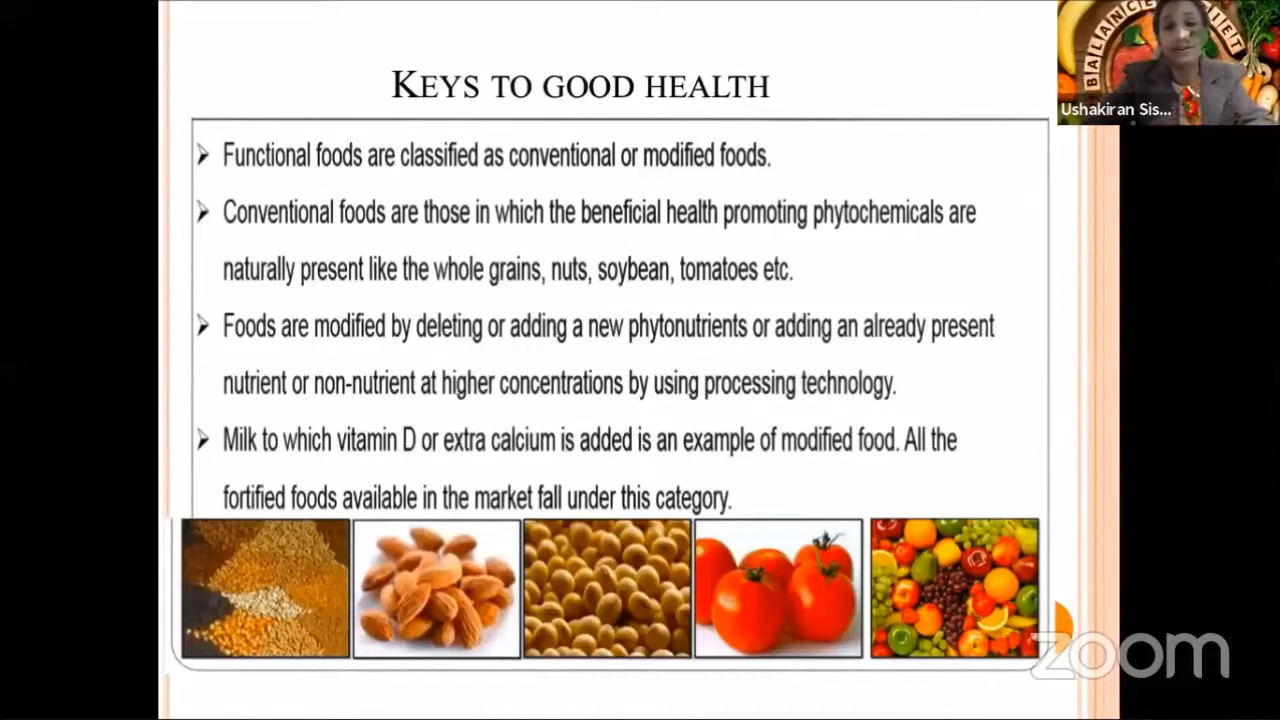 KEYS TO GOOD HEALTH
BALANCE DIET
Ushakiran Sis...
➢ Functional foods are classified as conventional or modified foods.
➢ Conventional foods are those in which the beneficial health promoting phytochemicals are
naturally present like the whole grains, nuts, soybean, tomatoes etc.
➢ Foods are modified by deleting or adding a new phytonutrients or adding an already present
nutrient or non-nutrient at higher concentrations by using processing technology.
➢ Milk to which vitamin D or extra calcium is added is an example of modified food. All the
fortified foods available in the market fall under this category.
zoom